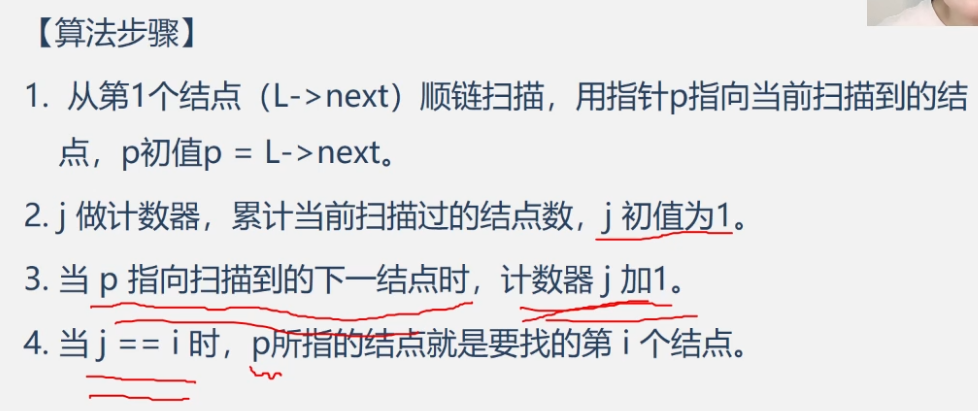 【算法步骤】
1. 从第1个结点（L->next）顺链扫描，用指针p指向当前扫描到的结
点，p初值p = L->next。
2. j 做计数器，累计当前扫描过的结点数，j 初值为1。
3. 当 p 指向扫描到的下一结点时，计数器 j 加1。
4. 当 j == i 时，p所指的结点就是要找的第 i 个结点。